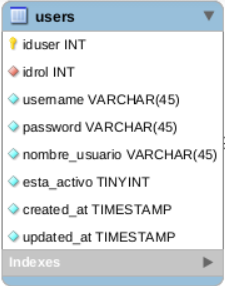 users
iduser INT
idrol INT
username VARCHAR(45)
password VARCHAR(45)
nombre_usuario VARCHAR(45)
esta_activo TINYINT
created_at TIMESTAMP
updated_at TIMESTAMP
Indexes